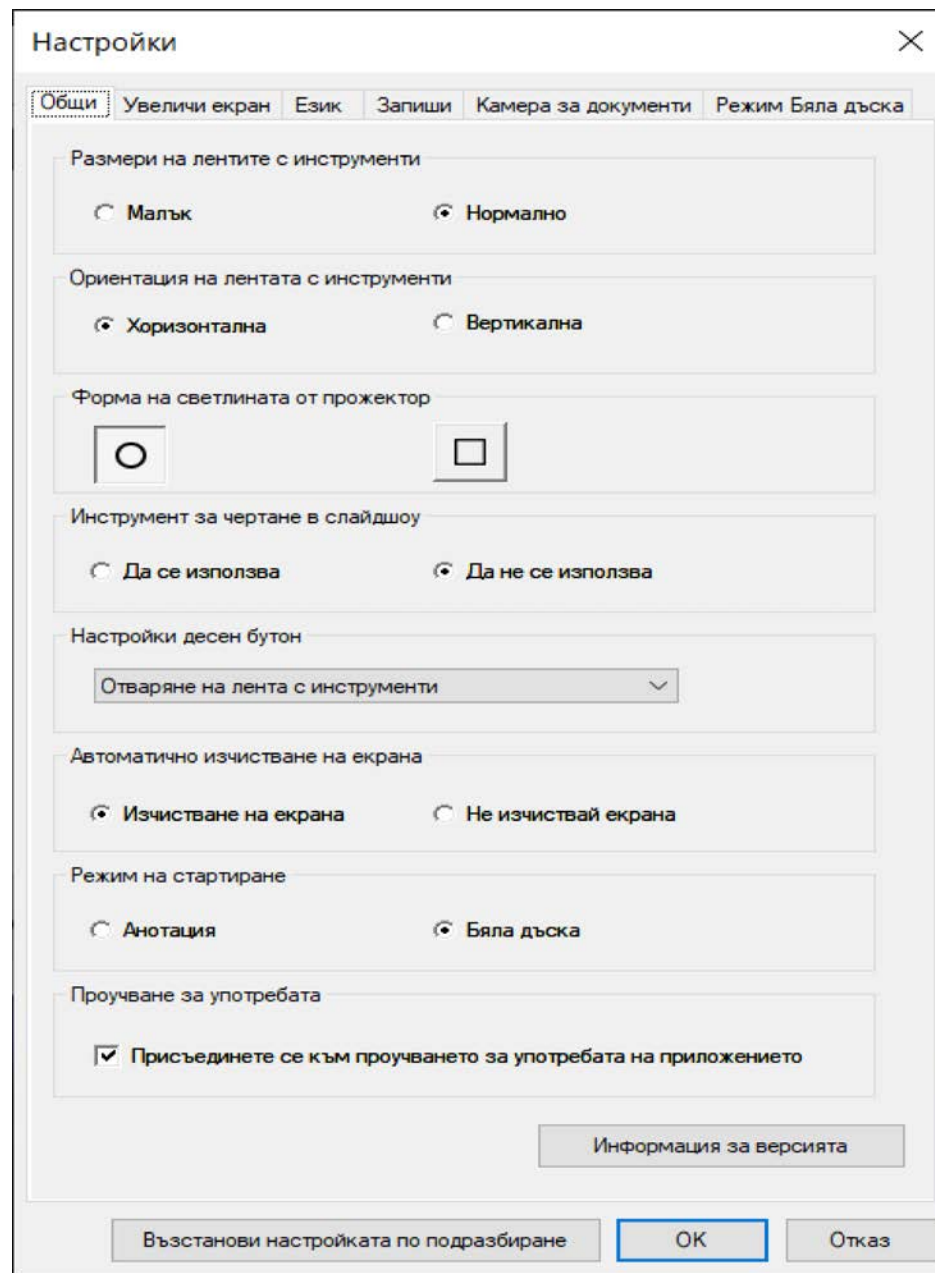 Настройки
Общи Увеличи екран Език Запиши Камера за документи Режим Бяла дъска
Размери на лентите с инструменти
Малък Нормално
Ориентация на лентата с инструменти
Хоризонтална Вертикална
Форма на светлината от прожектор
Инструмент за чертане в слайдшоу
Да се използва Да не се използва
Настройки десен бутон
Отваряне на лента с инструменти
Автоматично изчистване на екрана
Изчистване на екрана Не изчиствай екрана
Режим на стартиране
Анотация Бяла дъска
Проучване за употребата
Присъединете се към проучването за употребата на приложението
Информация за версията
Възстанови настройката по подразбиране OK Отказ